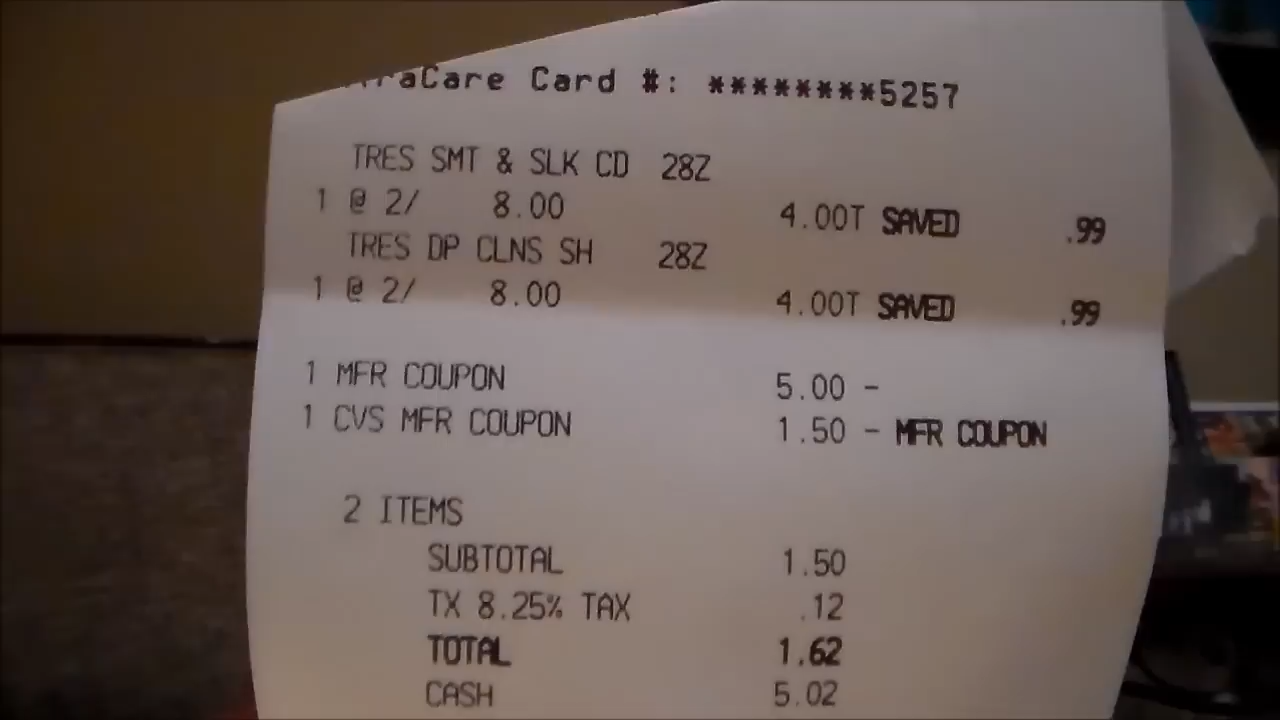 raCare Card #: ********5257
TRES SMT & SLK CD 28Z
1 @ 2/ 8.00 4.00T SAVED .99
TRES DP CLNS SH 28Z
1 @ 2/ 8.00 4.00T SAVED .99
1 MFR COUPON 5.00 -
1 CVS MFR COUPON 1.50 - MFR COUPON
2 ITEMS
SUBTOTAL 1.50
TX 8.25% TAX .12
TOTAL 1.62
CASH 5.02